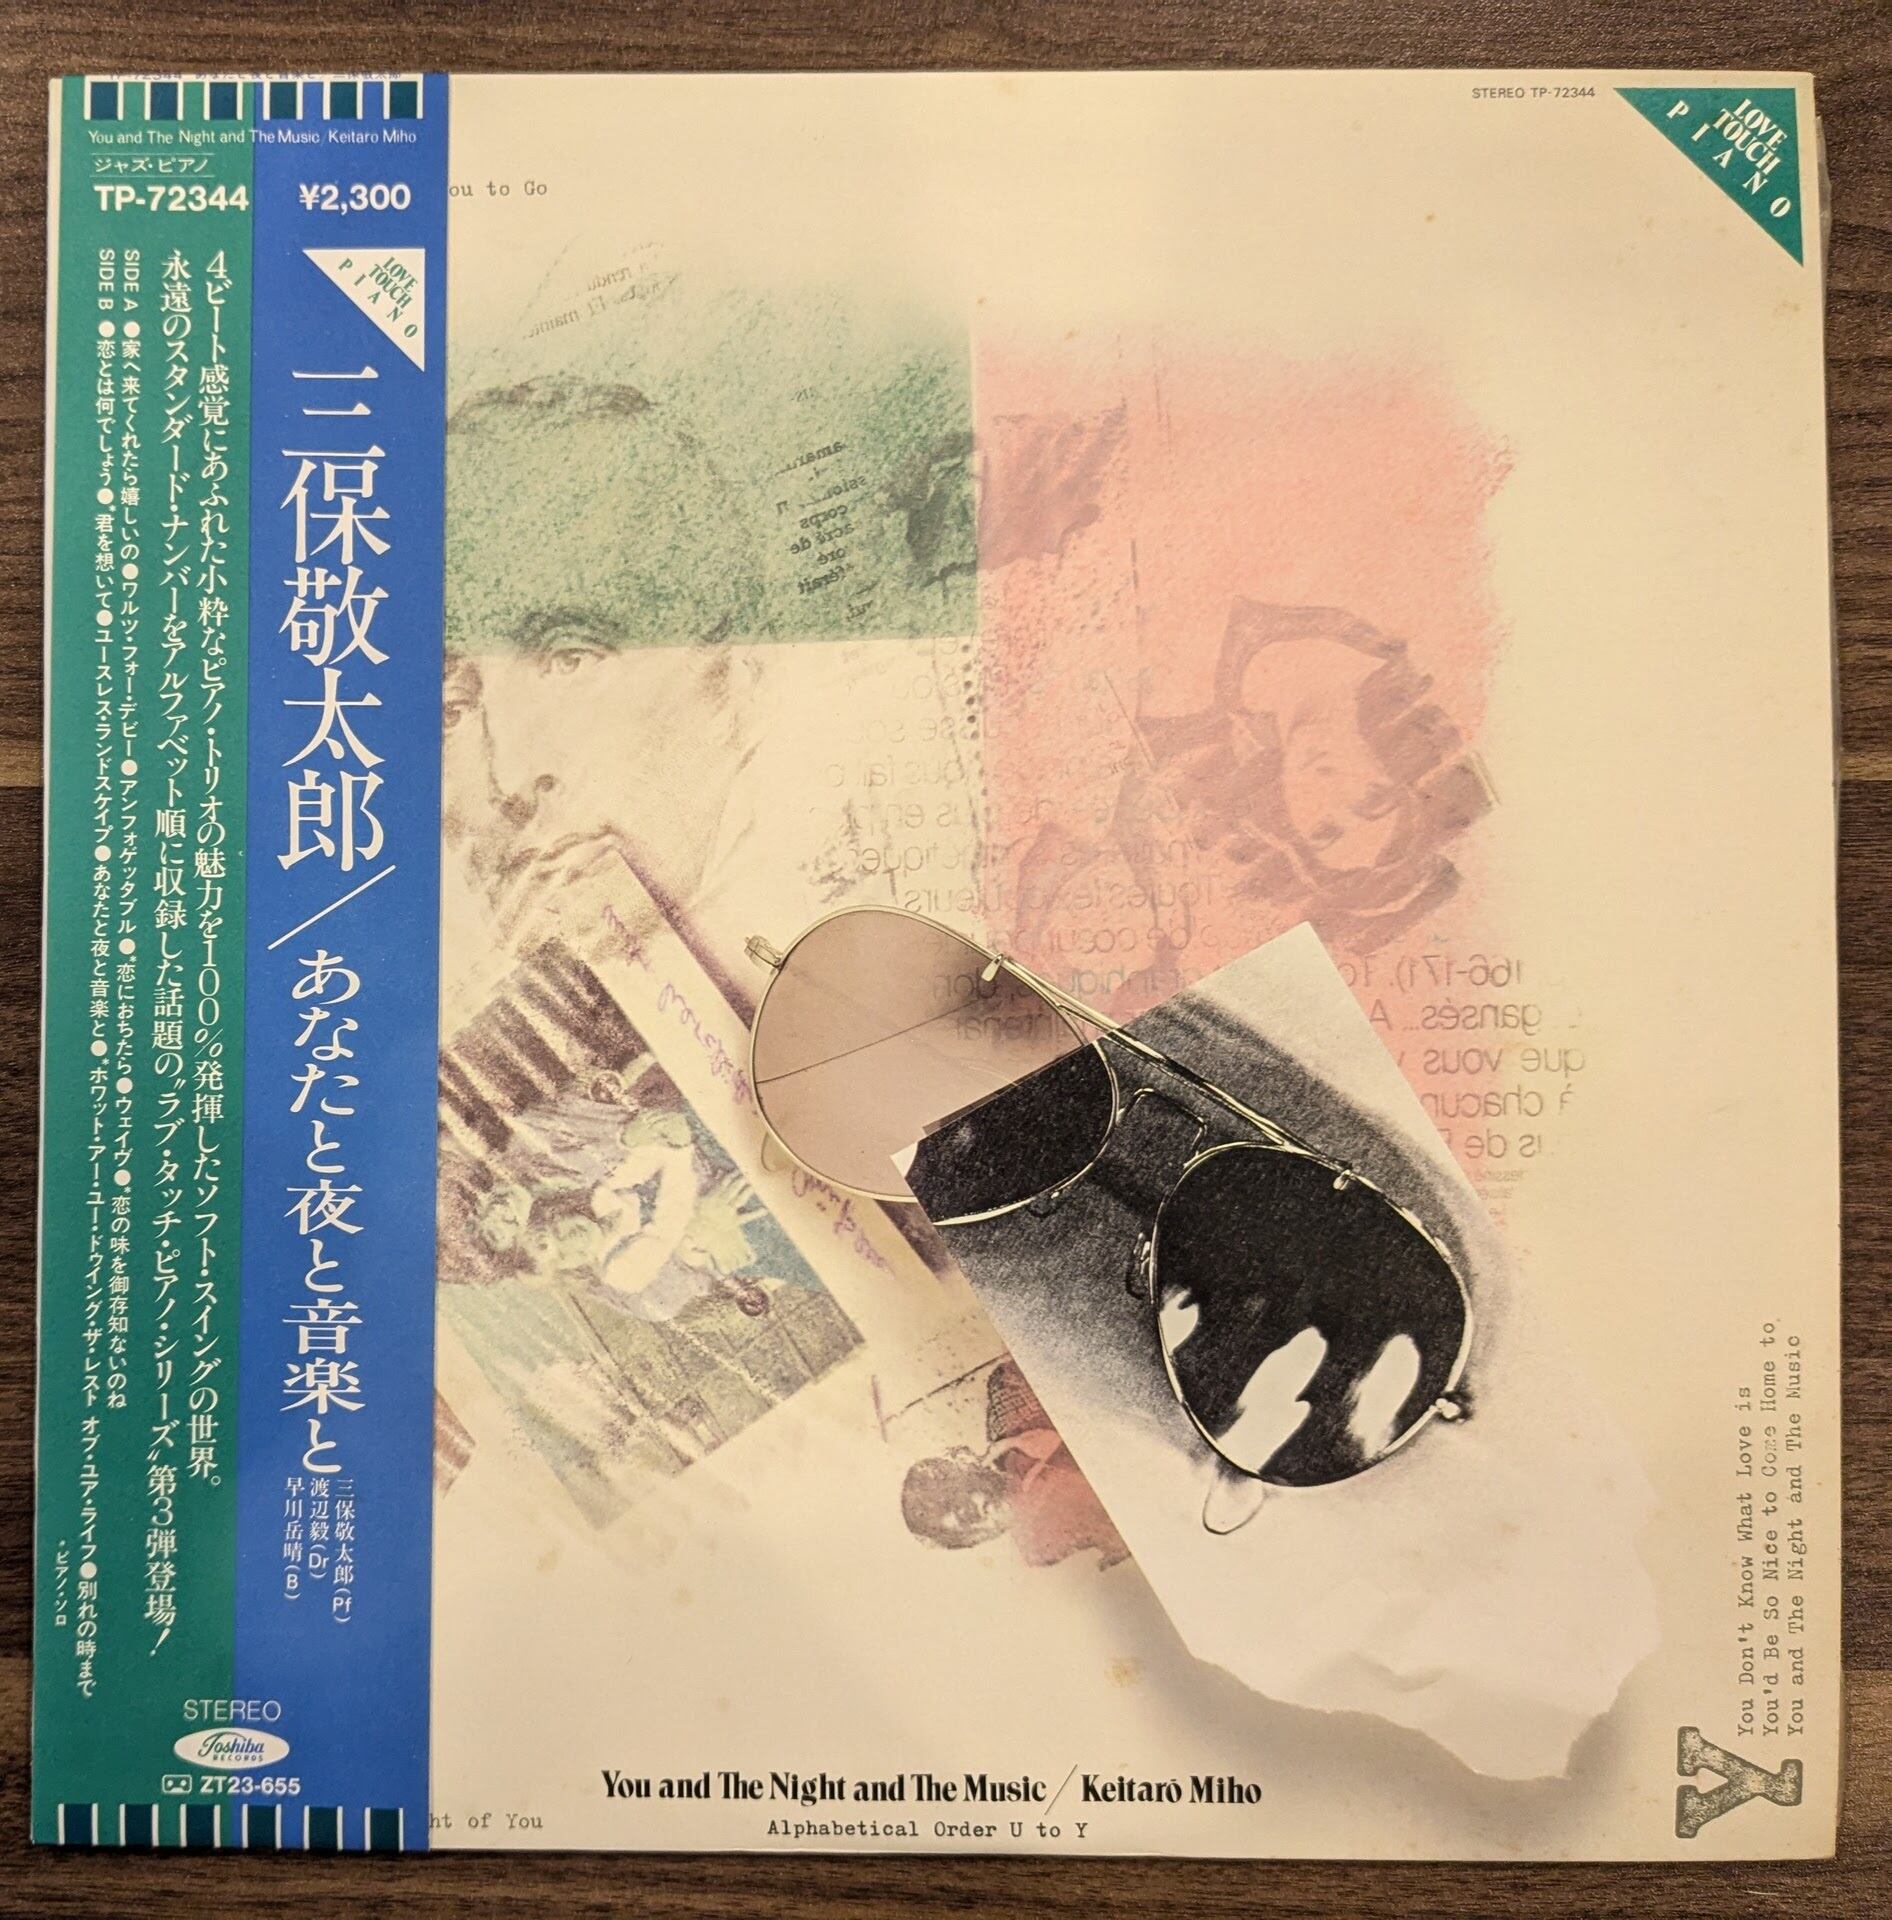 TP-72344 あなたと夜と音楽と/三保敬太郎
You and The Night and The Music/Keitaro Miho
ジャズ・ピアノ
TP-72344 ¥2,300
LOVE
TOUCH
PIANO
三保敬太郎/あなたと夜と音楽と
三保敬太郎(Pf)
渡辺毅(Dr)
早川岳晴(B)
4ビート感覚にあふれた小粋なピアノ・トリオの魅力を100%発揮したソフト・スイングの世界。
永遠のスタンダード・ナンバーをアルファベット順に収録した話題の"ラブ・タッチ・ピアノ・シリーズ"第3弾登場!
SIDE A ●家へ来てくれたら嬉しいの●ワルツ・フォー・デビー●アンフォゲッタブル●*恋におちたら●ウェイヴ●*恋の味を御存知ないのね
SIDE B ●恋とは何でしょう●*君を想いて●ユースレス・ランドスケイプ●あなたと夜と音楽と●*ホワット・アー・ユー・ドゥイング・ザ・レスト オブ・ユア・ライフ●別れの時まで
*ピアノ・ソロ
STEREO
Toshiba
RECORDS
ZT23-655
STEREO TP-72344
LOVE
TOUCH
PIANO
ou to Go
amaru...
corps
acré de
oré
ferait
166-171).
gansés... A
que vous v
à chacun
us de
You Don't Know What Love is
You'd Be So Nice to Come Home to
You and The Night and The Music
Y
You and The Night and The Music/Keitarō Miho
ht of You
Alphabetical Order U to Y